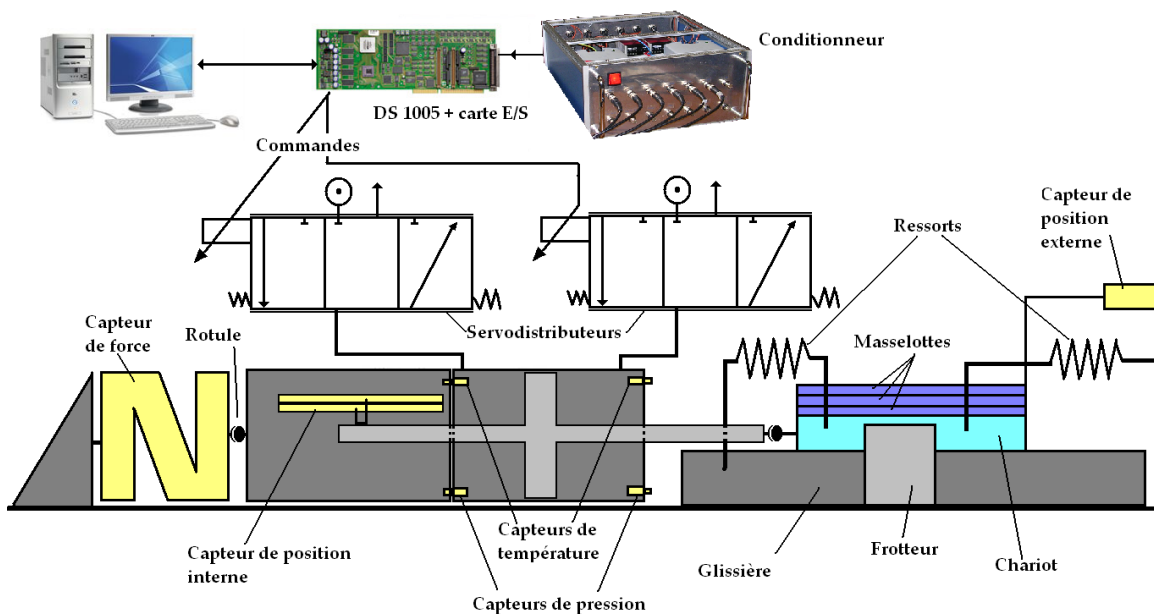 Conditionneur
DS 1005 + carte E/S
Commandes
Capteur de
position
externe
Ressorts
Servodistributeurs
Capteur
de force
Rotule
Masselottes
Capteur de position
interne
Capteurs de
température
Capteurs de pression
Glissière
Frotteur
Chariot